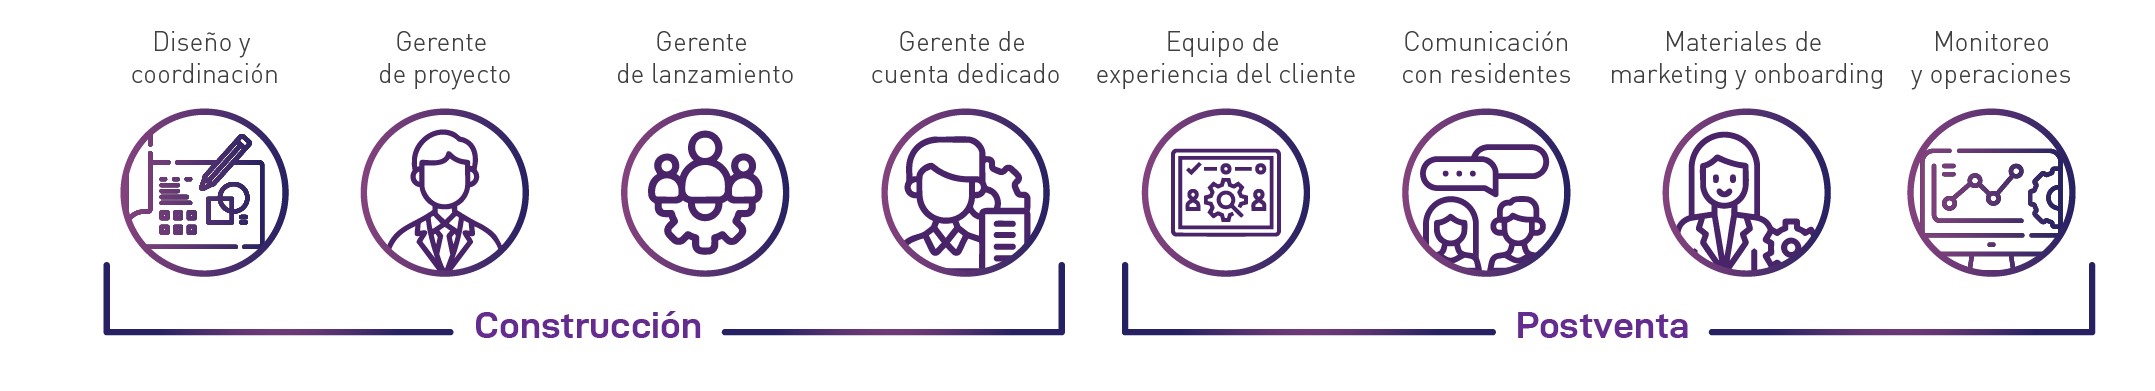 Diseño y
coordinación
Gerente
de proyecto
Gerente
de lanzamiento
Gerente de
cuenta dedicado
Equipo de
experiencia del cliente
Comunicación
con residentes
Materiales de
marketing y onboarding
Monitoreo
y operaciones
Construcción
Postventa